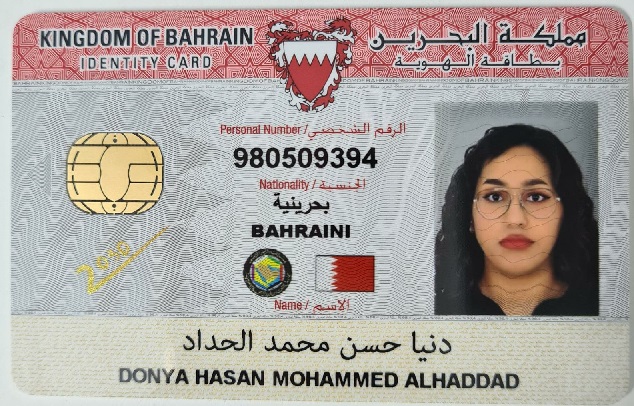 KINGDOM OF BAHRAIN
مملكة البحرين
IDENTITY CARD
بطاقة الهوية
Personal Number / الرقم الشخصي
980509394
Nationality / الجنسية
بحرينية
BAHRAINI
Name / الاسم
دنيا حسن محمد الحداد
DONYA HASAN MOHAMMED ALHADDAD